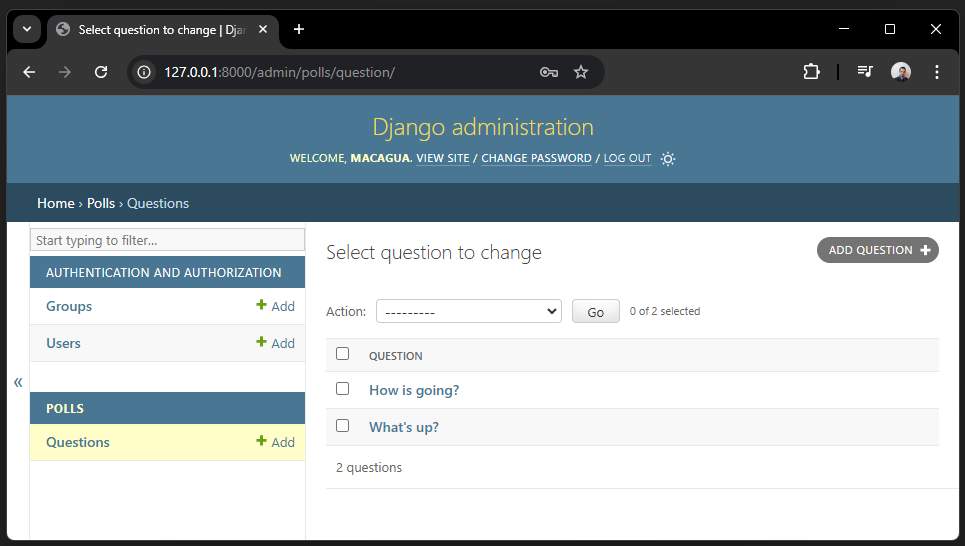 Select question to change | Djan
127.0.0.1:8000/admin/polls/question/
Django administration
WELCOME, MACAGUA. VIEW SITE / CHANGE PASSWORD / LOG OUT
Home › Polls › Questions
Start typing to filter...
AUTHENTICATION AND AUTHORIZATION
Groups + Add
Users + Add
«
POLLS
Questions + Add
Select question to change
ADD QUESTION +
Action: --------- Go 0 of 2 selected
QUESTION
How is going?
What's up?
2 questions